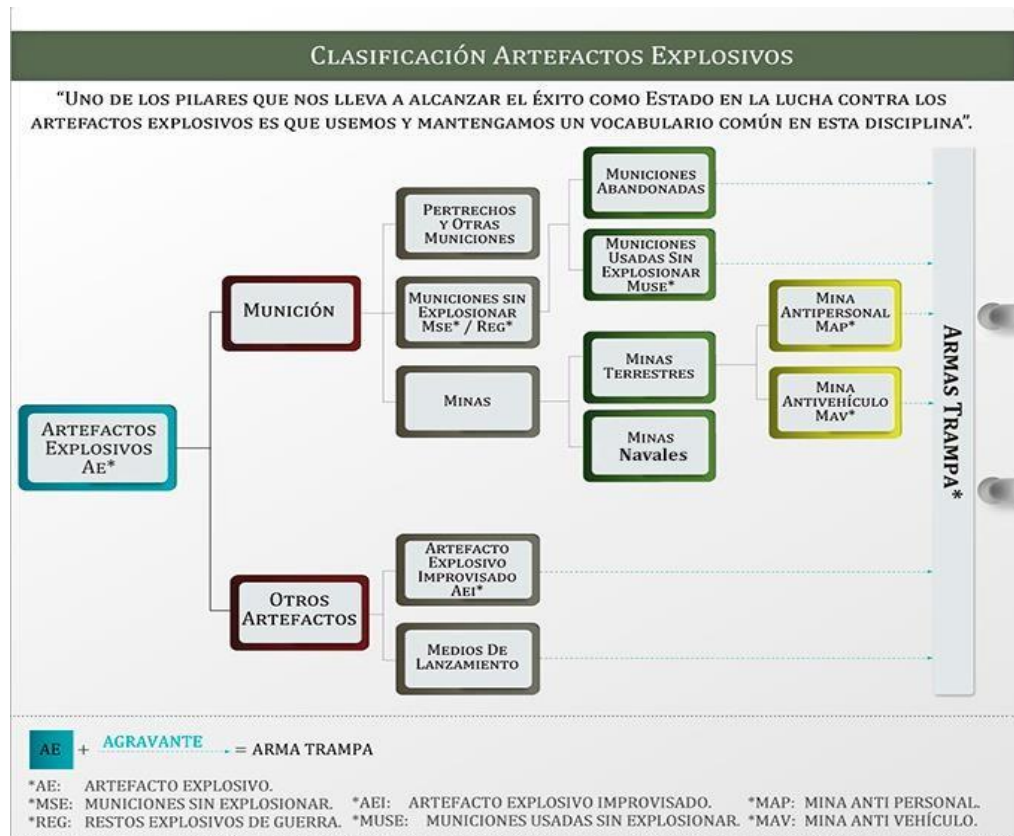 CLASIFICACIÓN ARTEFACTOS EXPLOSIVOS
“UNO DE LOS PILARES QUE NOS LLEVA A ALCANZAR EL ÉXITO COMO ESTADO EN LA LUCHA CONTRA LOS
ARTEFACTOS EXPLOSIVOS ES QUE USEMOS Y MANTENGAMOS UN VOCABULARIO COMÚN EN ESTA DISCIPLINA”.
ARTEFACTOS
EXPLOSIVOS
AE*
MUNICIÓN
PERTRECHOS
Y OTRAS
MUNICIONES
MUNICIONES SIN
EXPLOSIONAR
MSE* / REG*
MUNICIONES
ABANDONADAS
MUNICIONES
USADAS SIN
EXPLOSIONAR
MUSE*
MINAS
MINAS
TERRESTRES
MINAS
Navales
MINA
ANTIPERSONAL
MAP*
MINA
ANTIVEHÍCULO
MAV*
OTROS
ARTEFACTOS
ARTEFACTO
EXPLOSIVO
IMPROVISADO
AEI*
MEDIOS DE
LANZAMIENTO
ARMAS TRAMPA*
AE + AGRAVANTE = ARMA TRAMPA
*AE: ARTEFACTO EXPLOSIVO.
*MSE: MUNICIONES SIN EXPLOSIONAR. *AEI: ARTEFACTO EXPLOSIVO IMPROVISADO. *MAP: MINA ANTI PERSONAL.
*REG: RESTOS EXPLOSIVOS DE GUERRA. *MUSE: MUNICIONES USADAS SIN EXPLOSIONAR. *MAV: MINA ANTI VEHÍCULO.